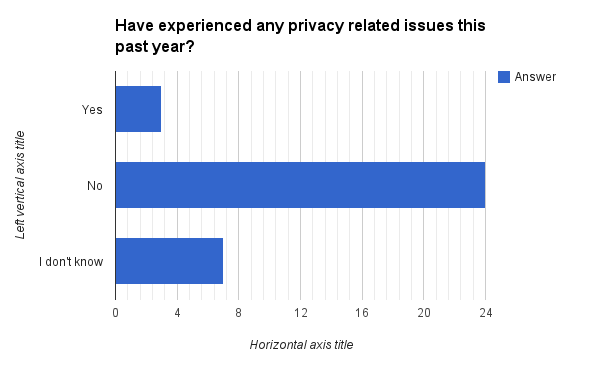 Have experienced any privacy related issues this
past year?
Answer
Left vertical axis title
Yes
No
I don't know
0 4 8 12 16 20 24
Horizontal axis title